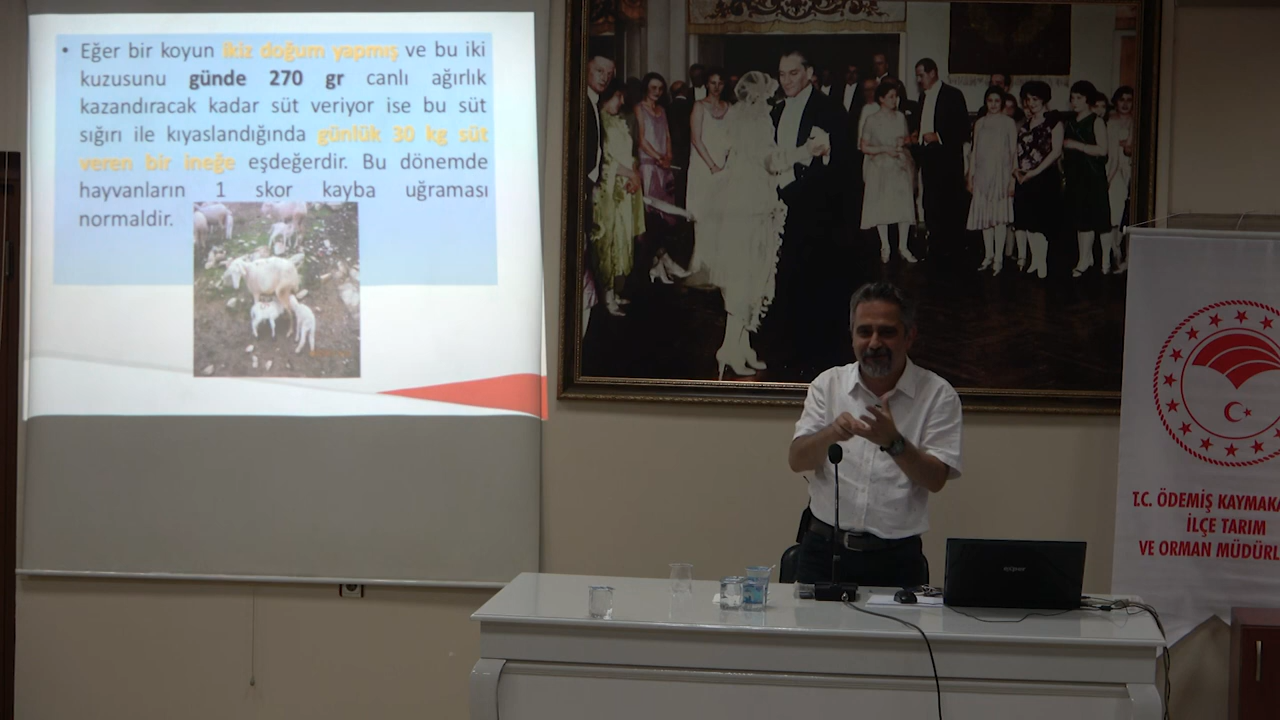 • Eğer bir koyun ikiz doğum yapmış ve bu iki
kuzusunu günde 270 gr canlı ağırlık
kazandıracak kadar süt veriyor ise bu süt
sığırı ile kıyaslandığında günlük 30 kg süt
veren bir ineğe eşdeğerdir. Bu dönemde
hayvanların 1 skor kayba uğraması
normaldir.
T.C. ÖDEMİŞ KAYMAKA
İLÇE TARIM
VE ORMAN MÜDÜRL